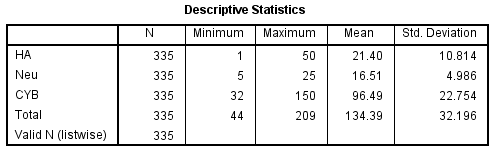 Descriptive Statistics
N Minimum Maximum Mean Std. Deviation
HA 335 1 50 21.40 10.814
Neu 335 5 25 16.51 4.986
CYB 335 32 150 96.49 22.754
Total 335 44 209 134.39 32.196
Valid N (listwise) 335